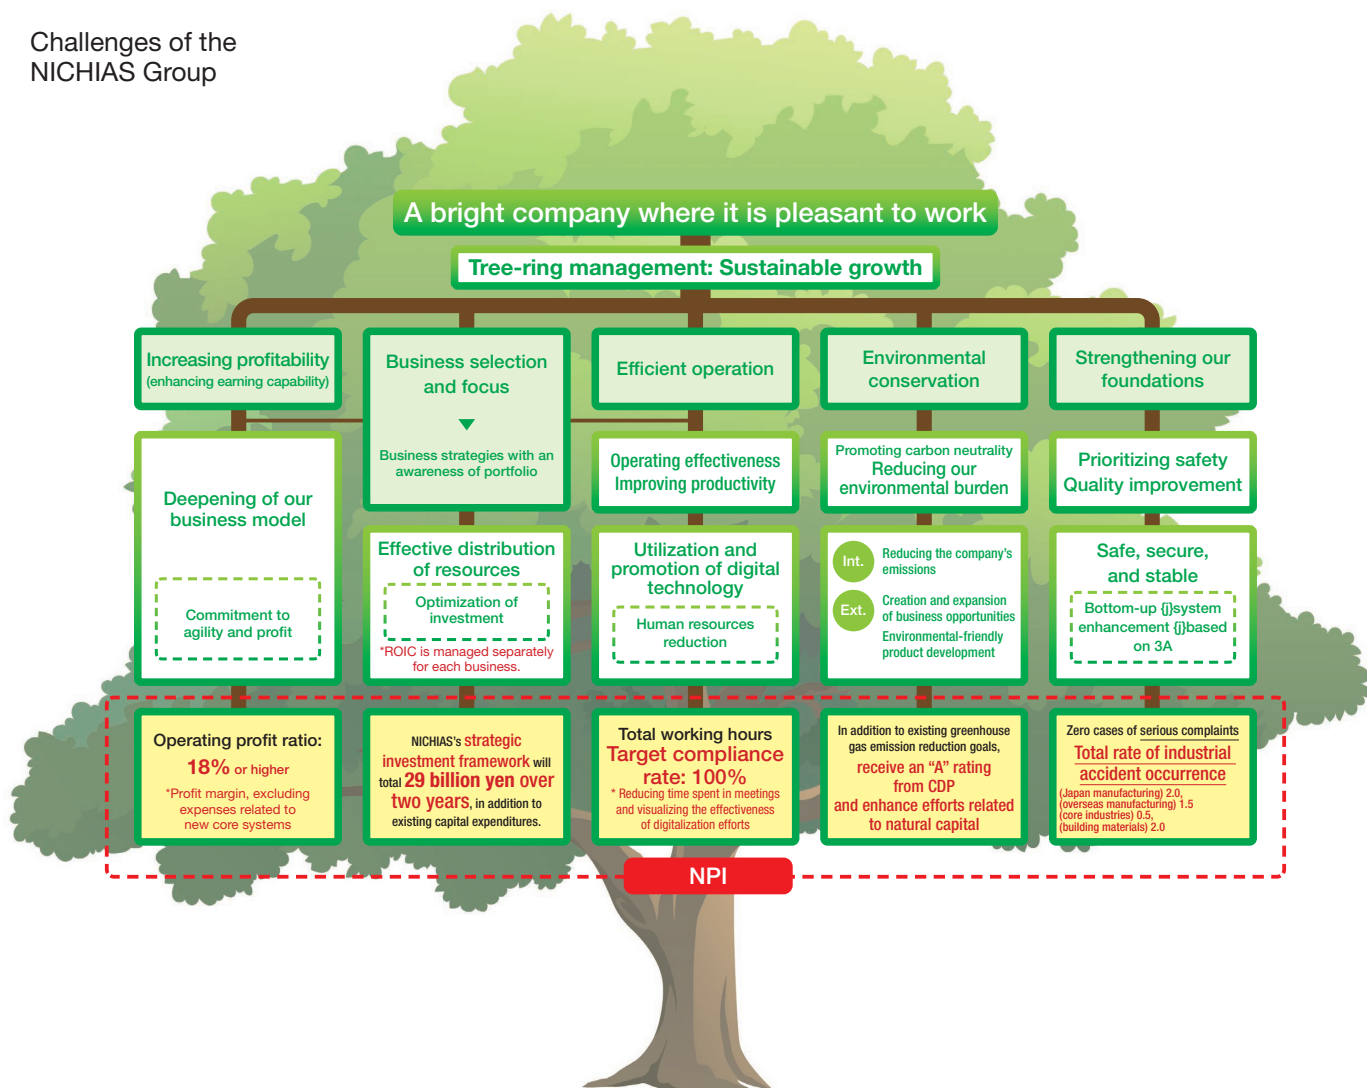 Challenges of the
NICHIAS Group
A bright company where it is pleasant to work
Tree-ring management: Sustainable growth
Increasing profitability
(enhancing earning capability)
Deepening of our
business model
Commitment to
agility and profit
Operating profit ratio:
18% or higher
*Profit margin, excluding
expenses related to
new core systems
Business selection
and focus
Business strategies with an
awareness of portfolio
Effective distribution
of resources
Optimization of
investment
*ROIC is managed separately
for each business.
NICHIAS's strategic
investment framework will
total 29 billion yen over
two years, in addition to
existing capital expenditures.
Efficient operation
Operating effectiveness
Improving productivity
Utilization and
promotion of digital
technology
Human resources
reduction
Total working hours
Target compliance
rate: 100%
* Reducing time spent in meetings
and visualizing the effectiveness
of digitalization efforts
Environmental
conservation
Promoting carbon neutrality
Reducing our
environmental burden
Int.
Reducing the company's
emissions
Ext.
Creation and expansion
of business opportunities
Environmental-friendly
product development
In addition to existing greenhouse
gas emission reduction goals,
receive an “A” rating
from CDP
and enhance efforts related
to natural capital
Strengthening our
foundations
Prioritizing safety
Quality improvement
Safe, secure,
and stable
Bottom-up {j}system
enhancement {j}based
on 3A
Zero cases of serious complaints
Total rate of industrial
accident occurrence
(Japan manufacturing) 2.0,
(overseas manufacturing) 1.5
(core industries) 0.5,
(building materials) 2.0
NPI